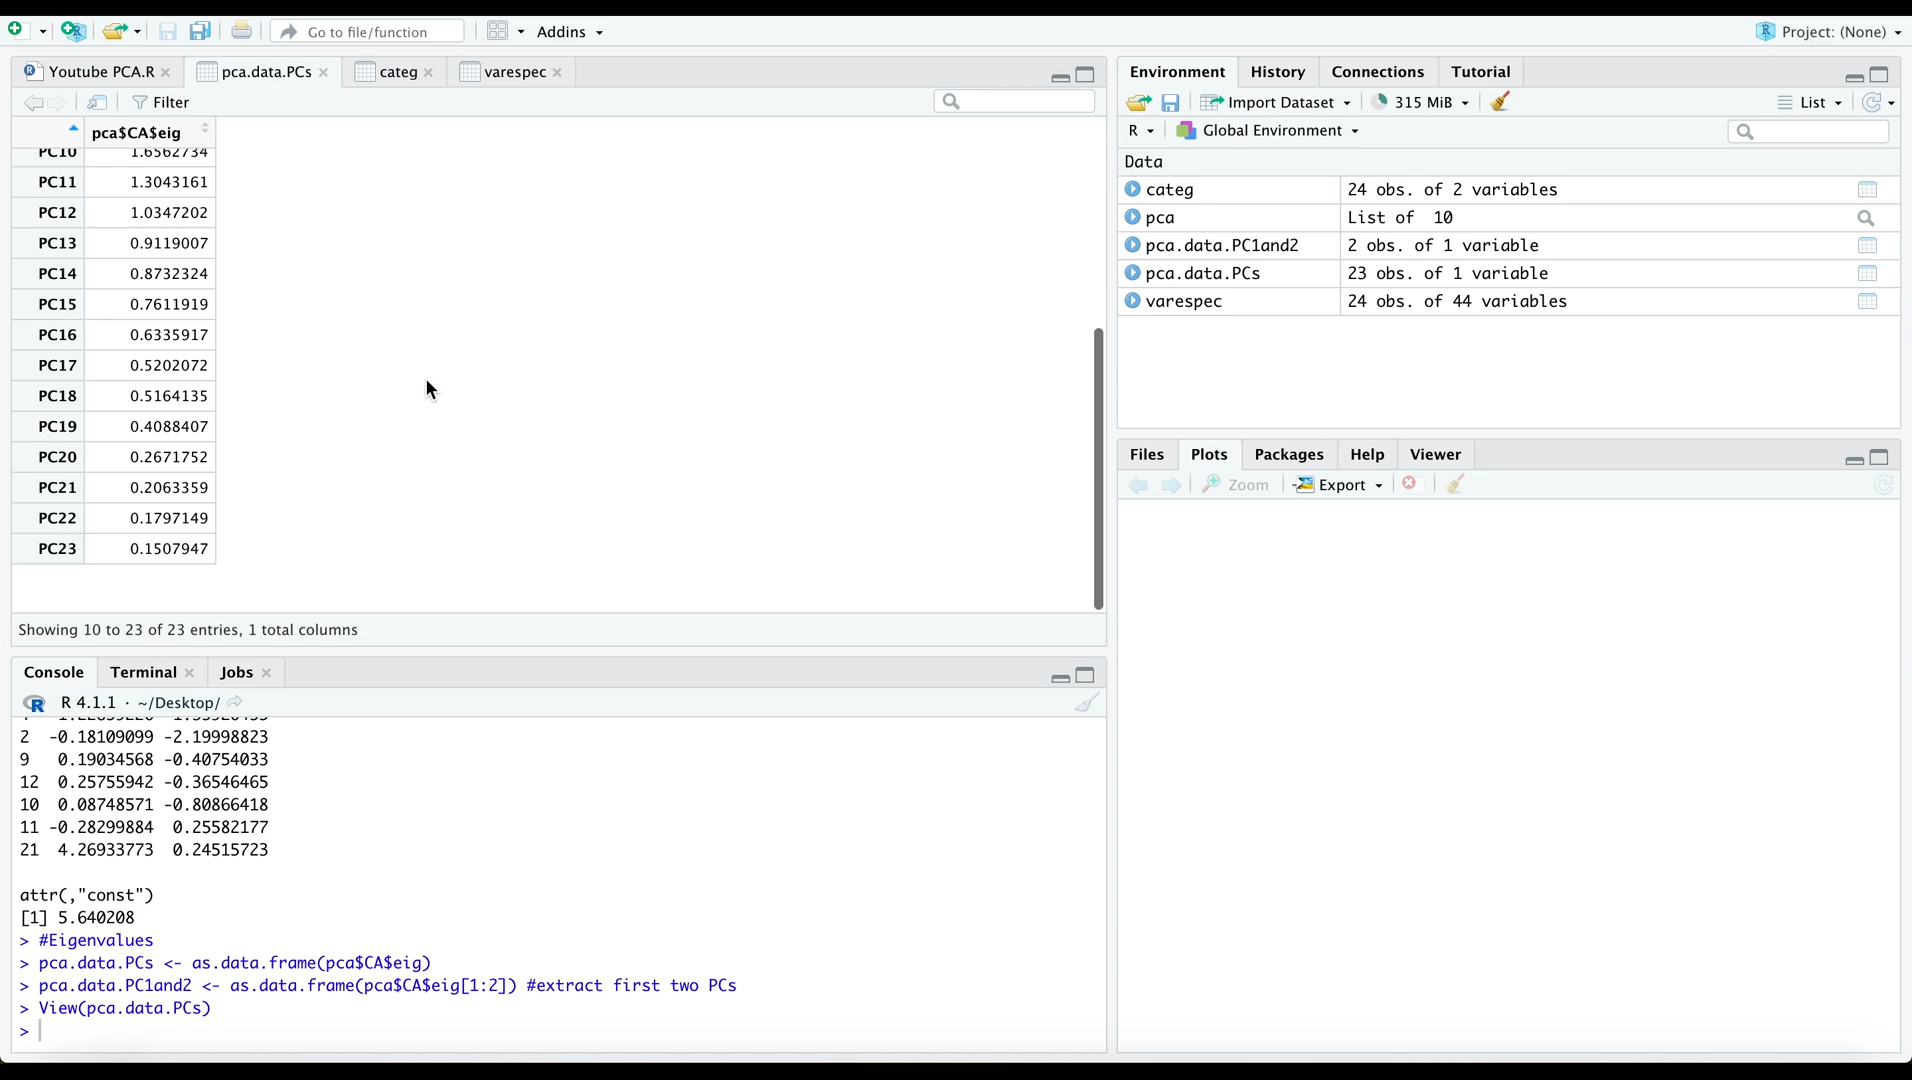 Go to file/function
Addins
Project: (None)
Youtube PCA.R
pca.data.PCs
categ
varespec
Filter
pca$CA$eig
PC10 1.6562734
PC11 1.3043161
PC12 1.0347202
PC13 0.9119007
PC14 0.8732324
PC15 0.7611919
PC16 0.6335917
PC17 0.5202072
PC18 0.5164135
PC19 0.4088407
PC20 0.2671752
PC21 0.2063359
PC22 0.1797149
PC23 0.1507947
Showing 10 to 23 of 23 entries, 1 total columns
Console Terminal Jobs
R 4.1.1 · ~/Desktop/
2 -0.18109099 -2.19998823
9 0.19034568 -0.40754033
12 0.25755942 -0.36546465
10 0.08748571 -0.80866418
11 -0.28299884 0.25582177
21 4.26933773 0.24515723
attr(,"const")
[1] 5.640208
> #Eigenvalues
> pca.data.PCs <- as.data.frame(pca$CA$eig)
> pca.data.PC1and2 <- as.data.frame(pca$CA$eig[1:2]) #extract first two PCs
> View(pca.data.PCs)
>
Environment History Connections Tutorial
Import Dataset 315 MiB List
R Global Environment
Data
categ 24 obs. of 2 variables
pca List of 10
pca.data.PC1and2 2 obs. of 1 variable
pca.data.PCs 23 obs. of 1 variable
varespec 24 obs. of 44 variables
Files Plots Packages Help Viewer
Zoom Export